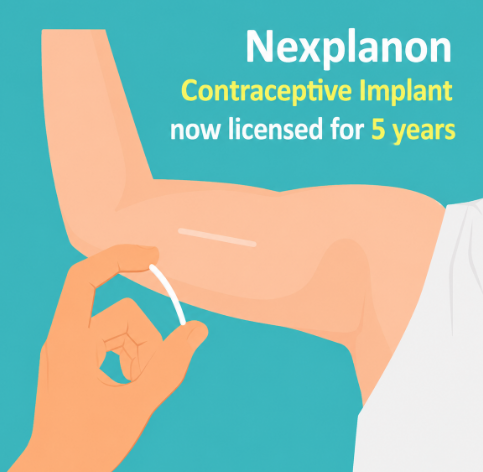 Nexplanon
Contraceptive Implant
now licensed for 5 years